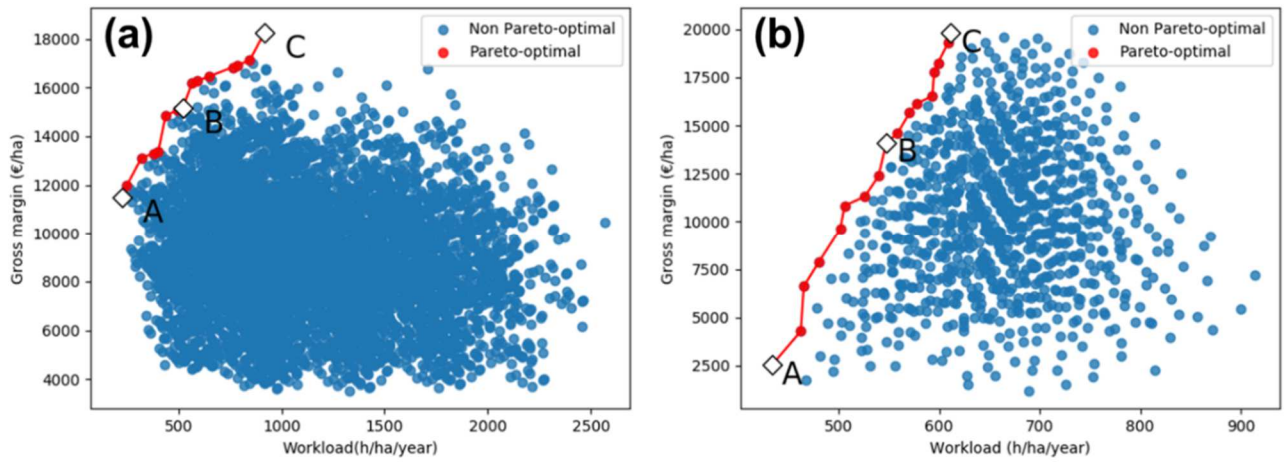 (a)
Non Pareto-optimal
Pareto-optimal
18000
16000
14000
12000
10000
8000
6000
4000
Gross margin (€/ha)
A
B
C
500
1000
1500
2000
2500
Workload(h/ha/year)
(b)
Non Pareto-optimal
Pareto-optimal
20000
17500
15000
12500
10000
7500
5000
2500
Gross margin (€/ha)
A
B
C
500
600
700
800
900
Workload (h/ha/year)